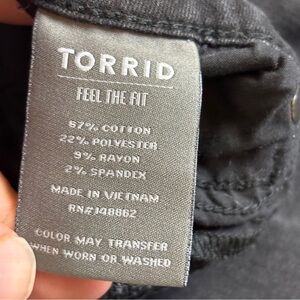 TORRID
FEEL THE FIT
67% COTTON
22% POLYESTER
9% RAYON
2% SPANDEX
MADE IN VIETNAM
RN#148862
COLOR MAY TRANSFER
WHEN WORN OR WASHED